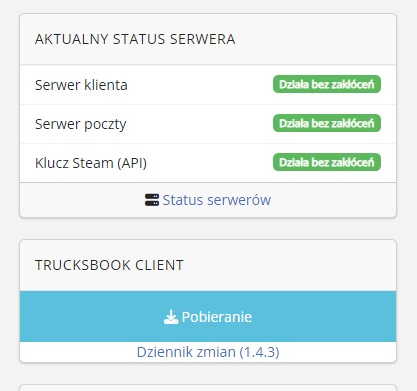 AKTUALNY STATUS SERWERA
Serwer klienta Działa bez zakłóceń
Serwer poczty Działa bez zakłóceń
Klucz Steam (API) Działa bez zakłóceń
Status serwerów
TRUCKSBOOK CLIENT
Pobieranie
Dziennik zmian (1.4.3)